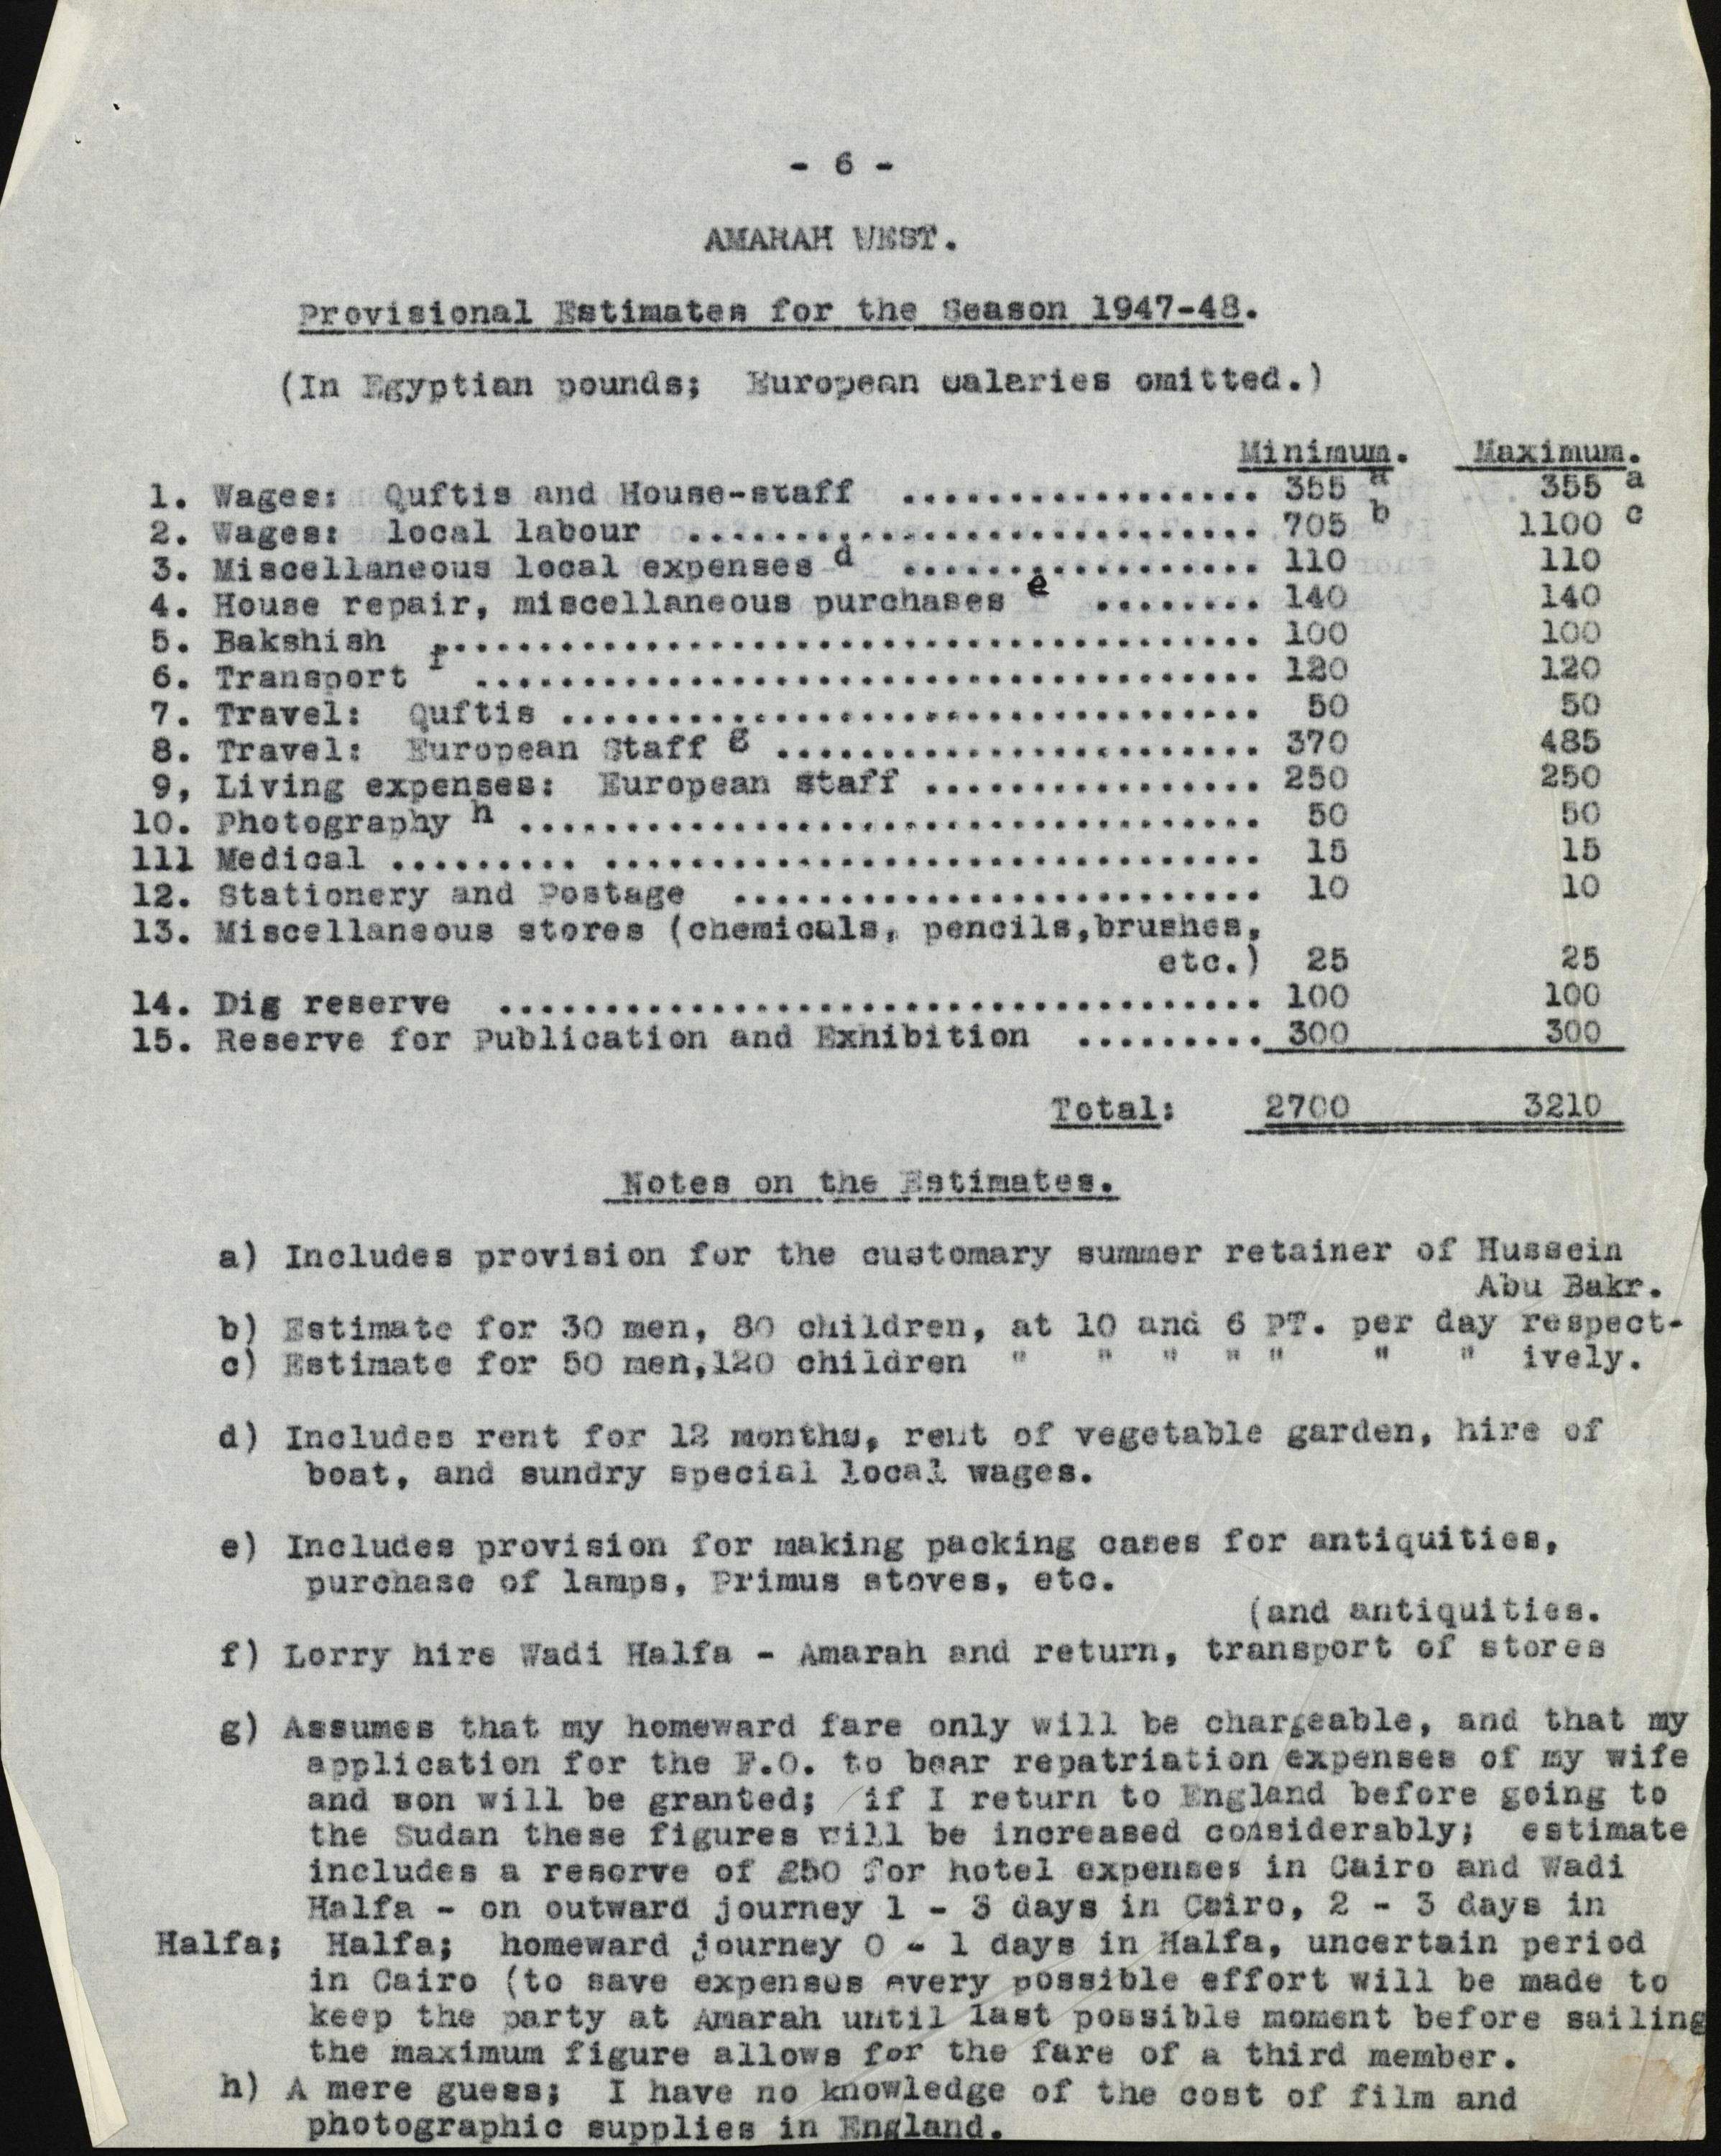 - 6 -
AMARAH WEST.
Provisional Estimates for the Season 1947-48.
(In Egyptian pounds; European salaries omitted.)
Minimum. Maximum.
1. Wages: Quftis and House-staff ................. 355 a 355 a
2. Wages: local labour ........................... 705 b 1100 c
3. Miscellaneous local expenses d ................. 110 110
4. House repair, miscellaneous purchases e ........ 140 140
5. Bakshish ....................................... 100 100
6. Transport f ..................................... 120 120
7. Travel: Quftis ................................. 50 50
8. Travel: European Staff g ....................... 370 485
9, Living expenses: European staff ................ 250 250
10. Photography h ................................... 50 50
111 Medical ......... ............................... 15 15
12. Stationery and Postage ......................... 10 10
13. Miscellaneous stores (chemicals, pencils,brushes,
etc.) 25 25
14. Dig reserve .................................... 100 100
15. Reserve for Publication and Exhibition ......... 300 300
Total: 2700 3210
Notes on the Estimates.
a) Includes provision for the customary summer retainer of Hussein
Abu Bakr.
b) Estimate for 30 men, 80 children, at 10 and 6 PT. per day respect-
c) Estimate for 50 men,120 children " " " " " " " ively.
d) Includes rent for 12 months, rent of vegetable garden, hire of
boat, and sundry special local wages.
e) Includes provision for making packing cases for antiquities,
purchase of lamps, Primus stoves, etc.
(and antiquities.
f) Lorry hire Wadi Halfa - Amarah and return, transport of stores
g) Assumes that my homeward fare only will be chargeable, and that my
application for the F.O. to bear repatriation expenses of my wife
and son will be granted; if I return to England before going to
the Sudan these figures will be increased considerably; estimate
includes a reserve of £50 for hotel expenses in Cairo and Wadi
Halfa - on outward journey 1 - 3 days in Cairo, 2 - 3 days in
Halfa; Halfa; homeward journey 0 - 1 days in Halfa, uncertain period
in Cairo (to save expenses every possible effort will be made to
keep the party at Amarah until last possible moment before sailing
the maximum figure allows for the fare of a third member.
h) A mere guess; I have no knowledge of the cost of film and
photographic supplies in England.